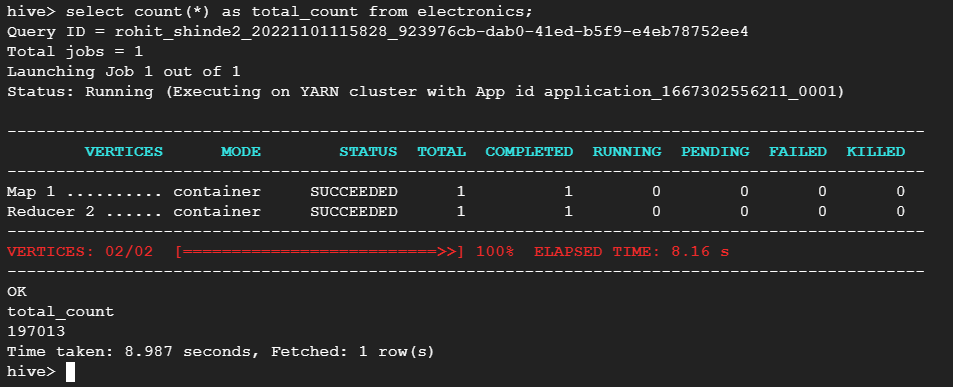 hive> select count(*) as total_count from electronics;
Query ID = rohit_shinde2_20221101115828_923976cb-dab0-41ed-b5f9-e4eb78752ee4
Total jobs = 1
Launching Job 1 out of 1
Status: Running (Executing on YARN cluster with App id application_1667302556211_0001)
----------------------------------------------------------------------------------------------
        VERTICES      MODE        STATUS  TOTAL  COMPLETED  RUNNING  PENDING  FAILED  KILLED
----------------------------------------------------------------------------------------------
Map 1 .......... container     SUCCEEDED      1          1        0        0       0       0
Reducer 2 ...... container     SUCCEEDED      1          1        0        0       0       0
----------------------------------------------------------------------------------------------
VERTICES: 02/02  [==========================>>] 100%  ELAPSED TIME: 8.16 s
----------------------------------------------------------------------------------------------
OK
total_count
197013
Time taken: 8.987 seconds, Fetched: 1 row(s)
hive>